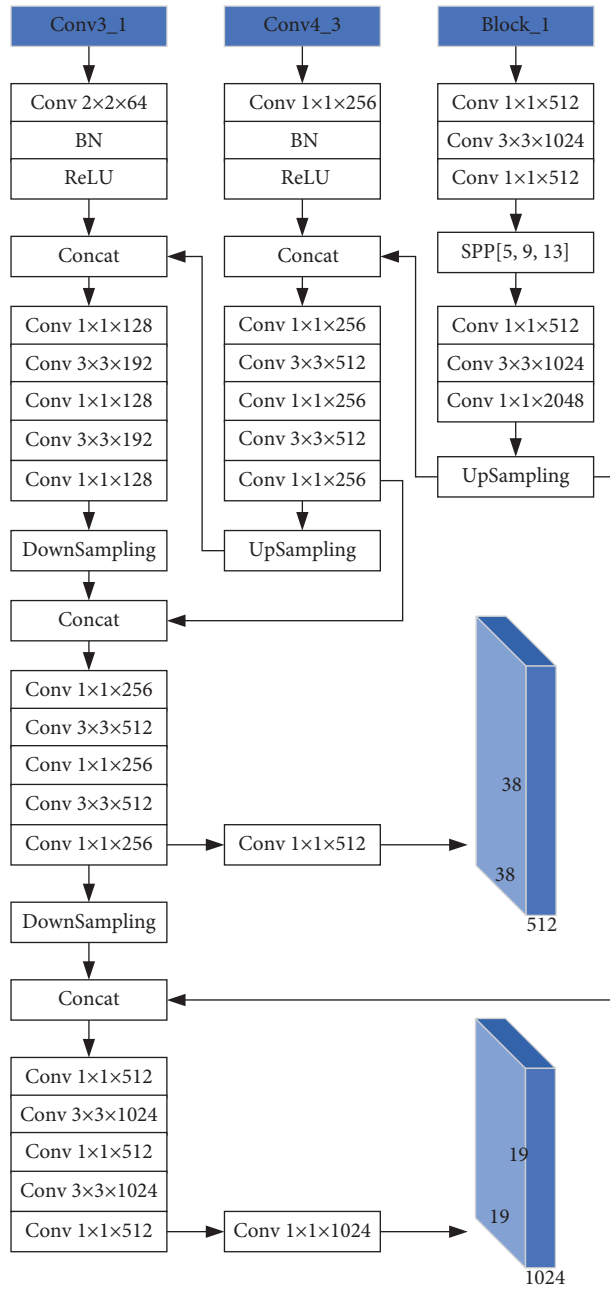 Conv3_1
Conv 2×2×64
BN
ReLU
Concat
Conv 1×1×128
Conv 3×3×192
Conv 1×1×128
Conv 3×3×192
Conv 1×1×128
DownSampling
Concat
Conv 1×1×256
Conv 3×3×512
Conv 1×1×256
Conv 3×3×512
Conv 1×1×256
DownSampling
Concat
Conv 1×1×512
Conv 3×3×1024
Conv 1×1×512
Conv 3×3×1024
Conv 1×1×512
Conv4_3
Conv 1×1×256
BN
ReLU
Concat
Conv 1×1×256
Conv 3×3×512
Conv 1×1×256
Conv 3×3×512
Conv 1×1×256
UpSampling
Conv 1×1×512
Conv 1×1×1024
Block_1
Conv 1×1×512
Conv 3×3×1024
Conv 1×1×512
SPP[5, 9, 13]
Conv 1×1×512
Conv 3×3×1024
Conv 1×1×2048
UpSampling
38
38
512
19
19
1024